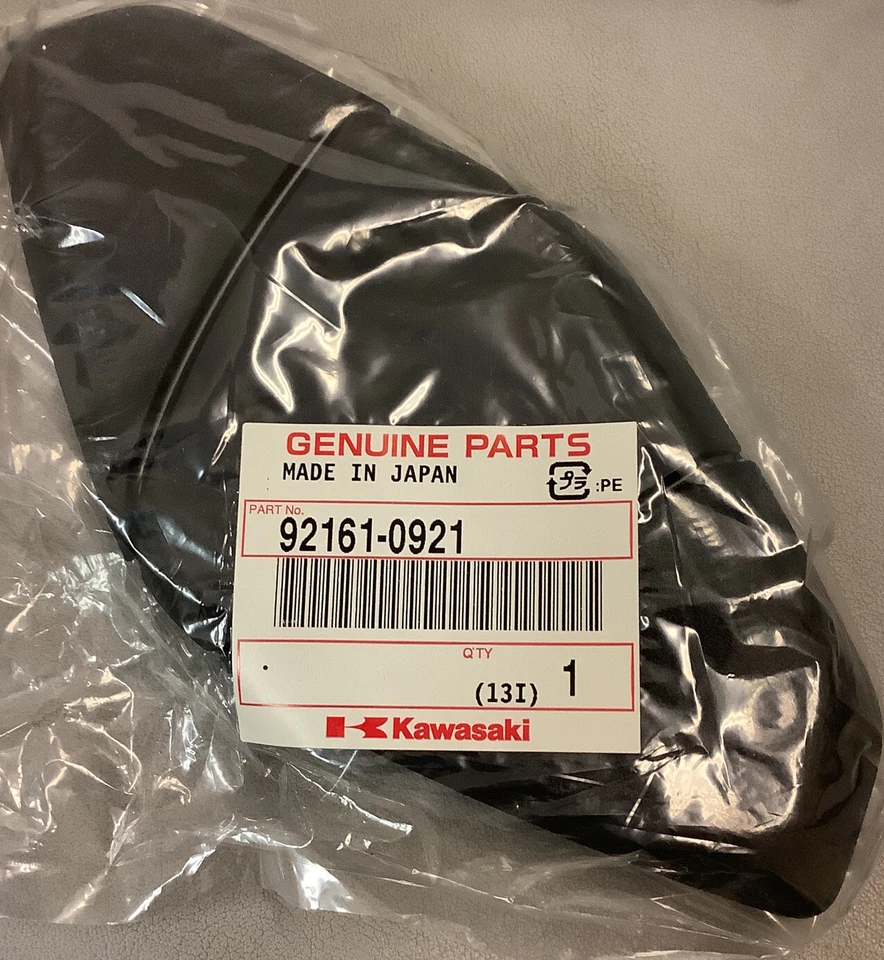 GENUINE PARTS
MADE IN JAPAN
プラ :PE
PART No.
92161-0921
Q'TY
(13I) 1
Kawasaki